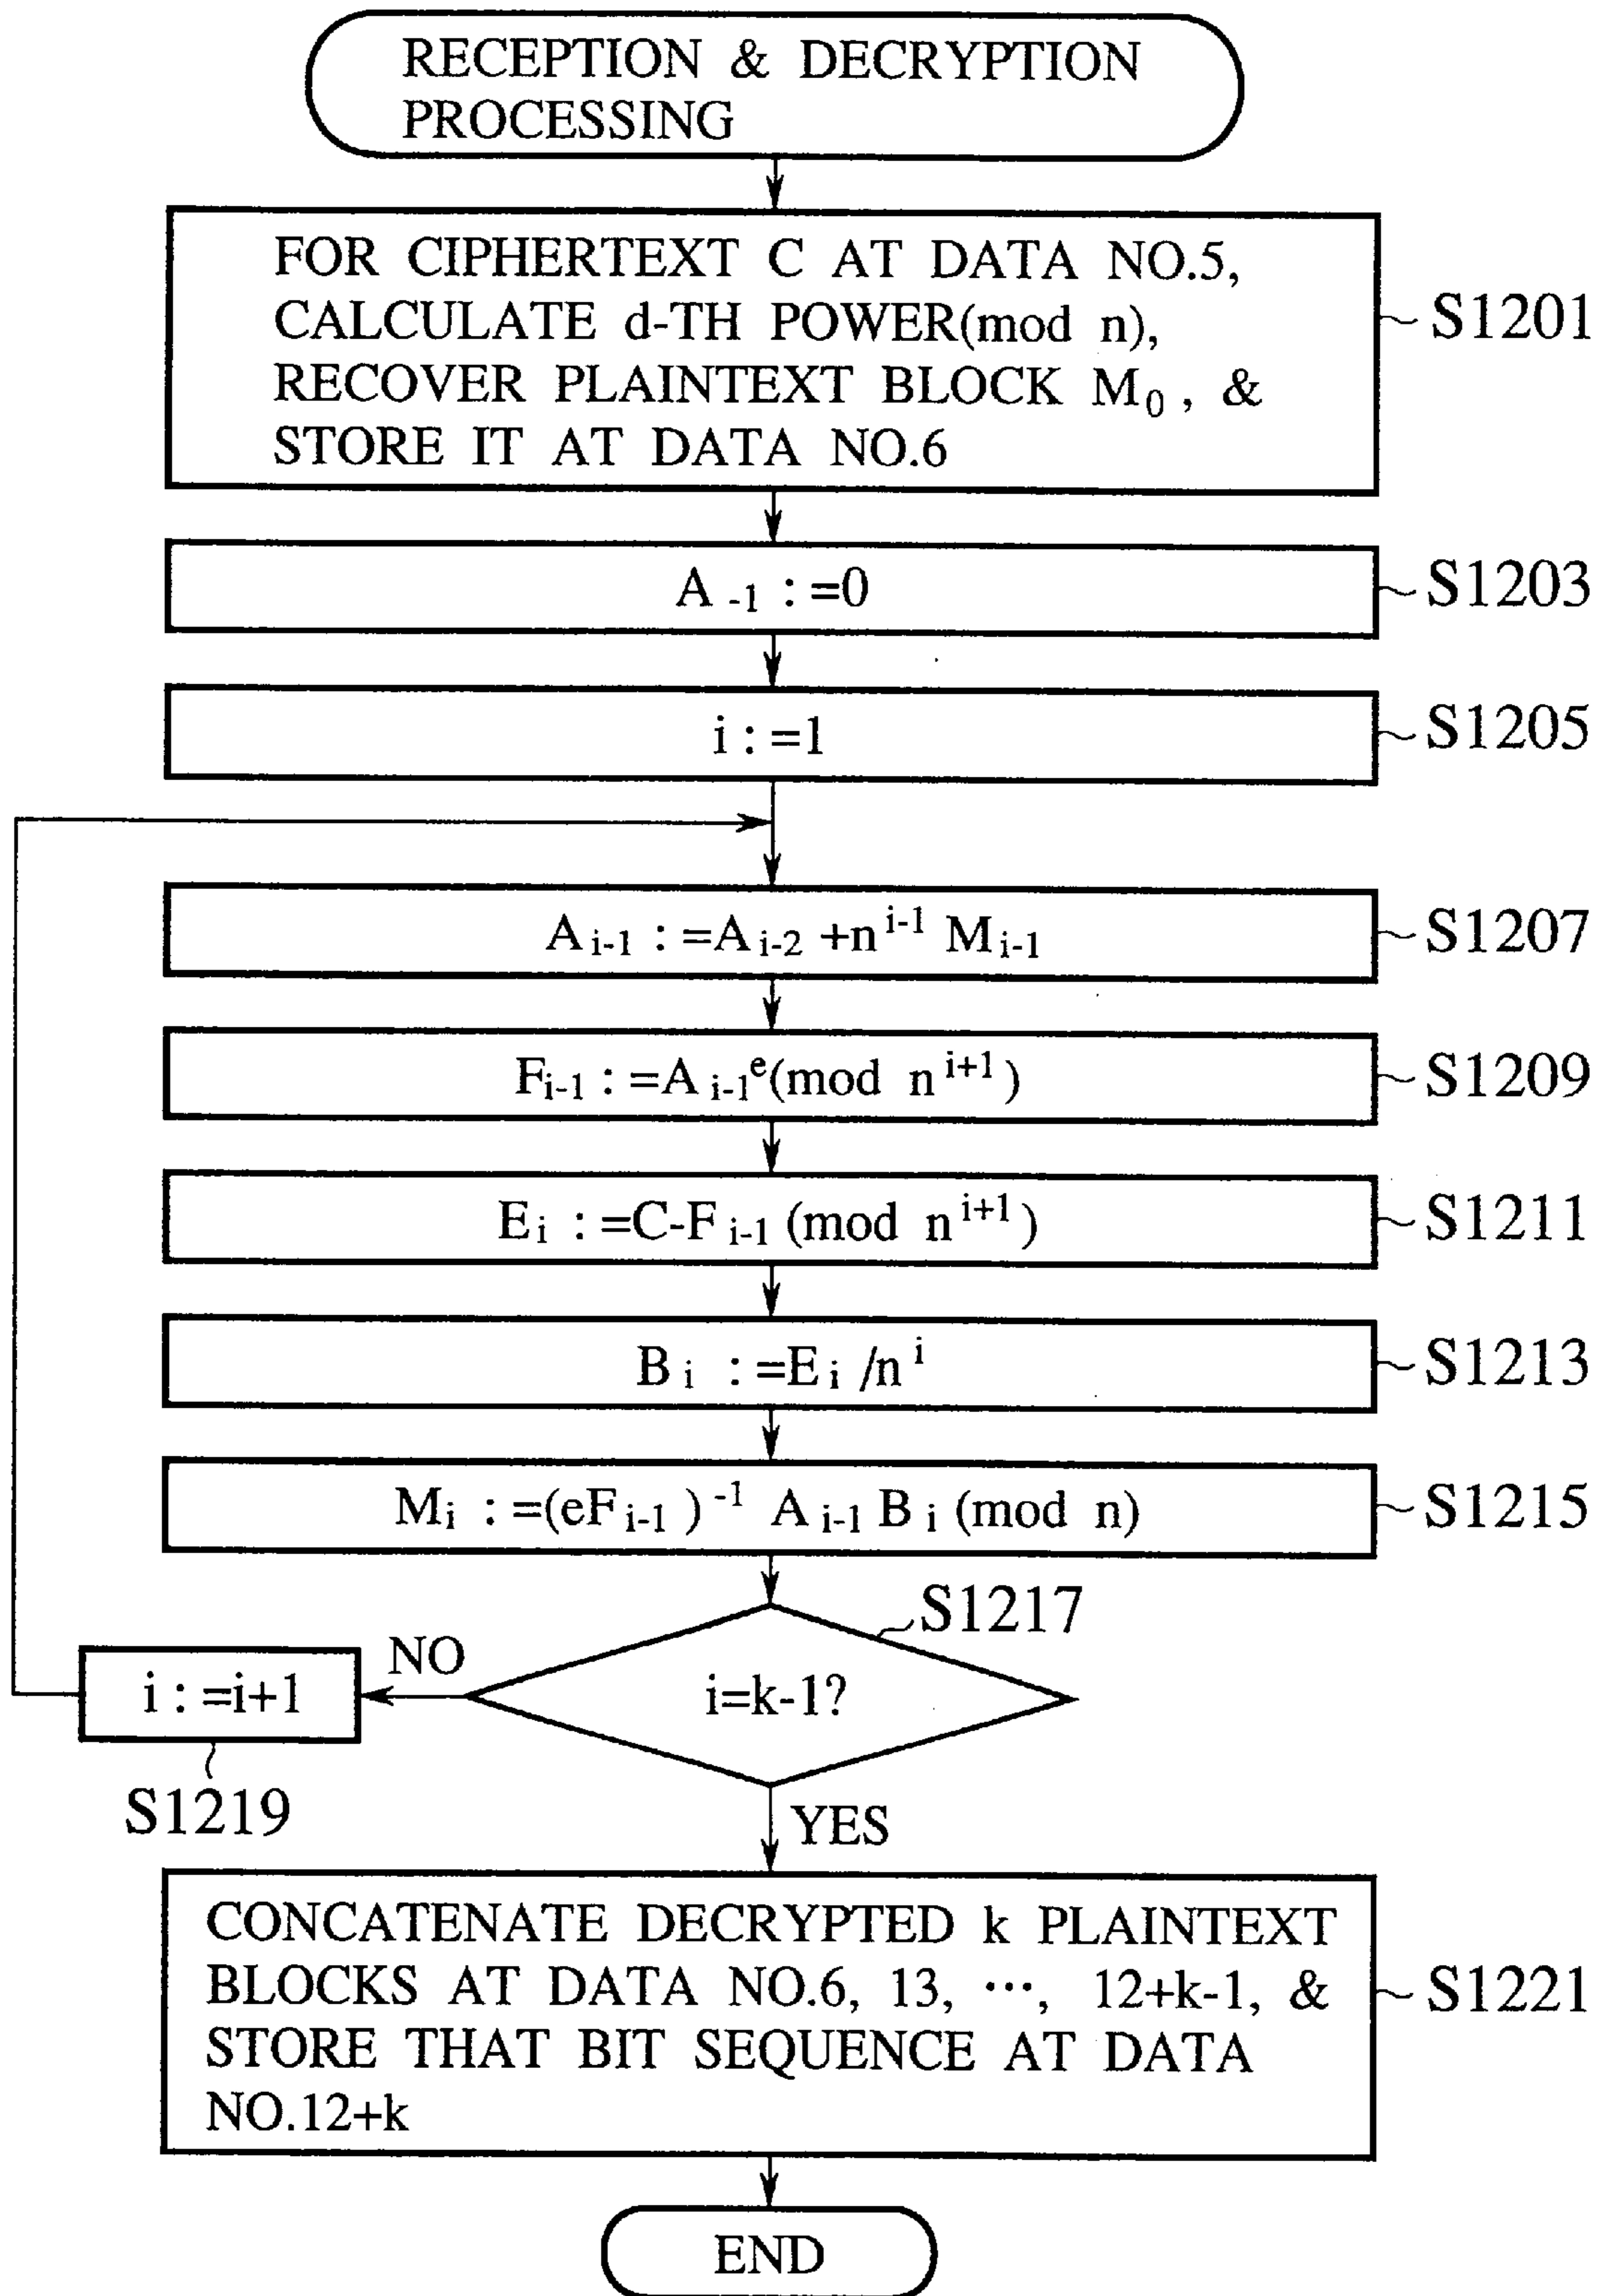 RECEPTION & DECRYPTION
PROCESSING
FOR CIPHERTEXT C AT DATA NO.5,
CALCULATE d-TH POWER(mod n),
RECOVER PLAINTEXT BLOCK M₀ , &
STORE IT AT DATA NO.6
S1201
A ₋₁ : =0
S1203
i : =1
S1205
A ᵢ₋₁ : =A ᵢ₋₂ +n ⁱ⁻¹ M ᵢ₋₁
S1207
F ᵢ₋₁ : =A ᵢ₋₁ᵉ(mod n ⁱ⁺¹ )
S1209
E ᵢ : =C-F ᵢ₋₁ (mod n ⁱ⁺¹ )
S1211
B ᵢ : =E ᵢ /n ⁱ
S1213
M ᵢ : =(eF ᵢ₋₁ ) ⁻¹ A ᵢ₋₁ B ᵢ (mod n)
S1215
S1217
i=k-1?
NO
i : =i+1
S1219
YES
CONCATENATE DECRYPTED k PLAINTEXT
BLOCKS AT DATA NO.6, 13, ···, 12+k-1, &
STORE THAT BIT SEQUENCE AT DATA
NO.12+k
S1221
END